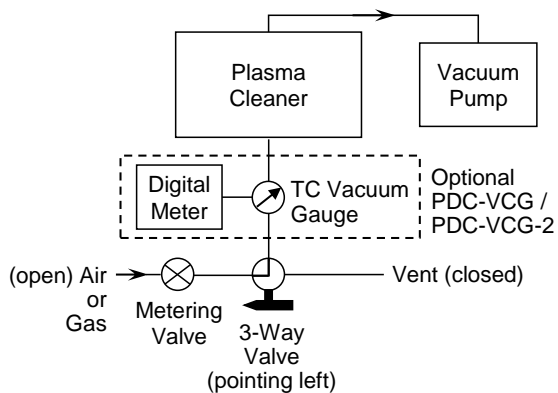 Plasma
Cleaner
Vacuum
Pump
Digital
Meter
TC Vacuum
Gauge
Optional
PDC-VCG /
PDC-VCG-2
(open) Air
or
Gas
Metering
Valve
3-Way
Valve
(pointing left)
Vent (closed)